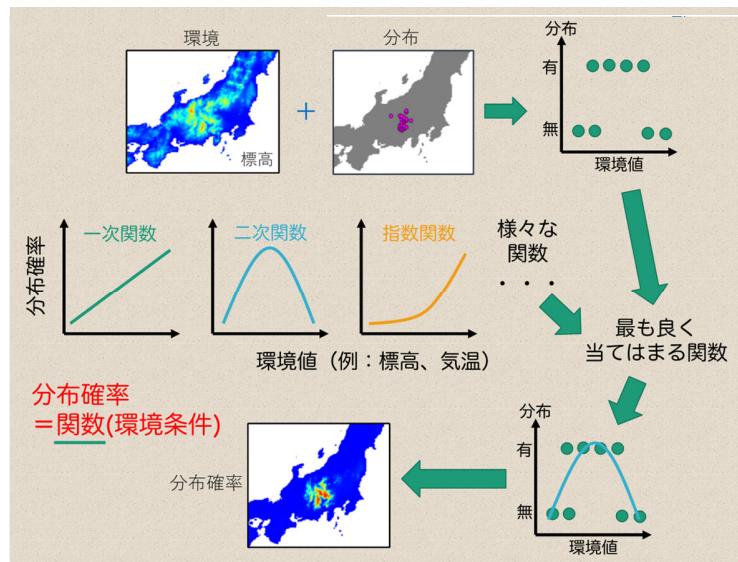 環境
分布
標高
+
分布
有
無
環境値
一次関数
二次関数
指数関数
様々な
関数
・・・
分布確率
環境値（例：標高、気温）
最も良く
当てはまる関数
分布確率
＝関数(環境条件)
分布確率
分布
有
無
環境値